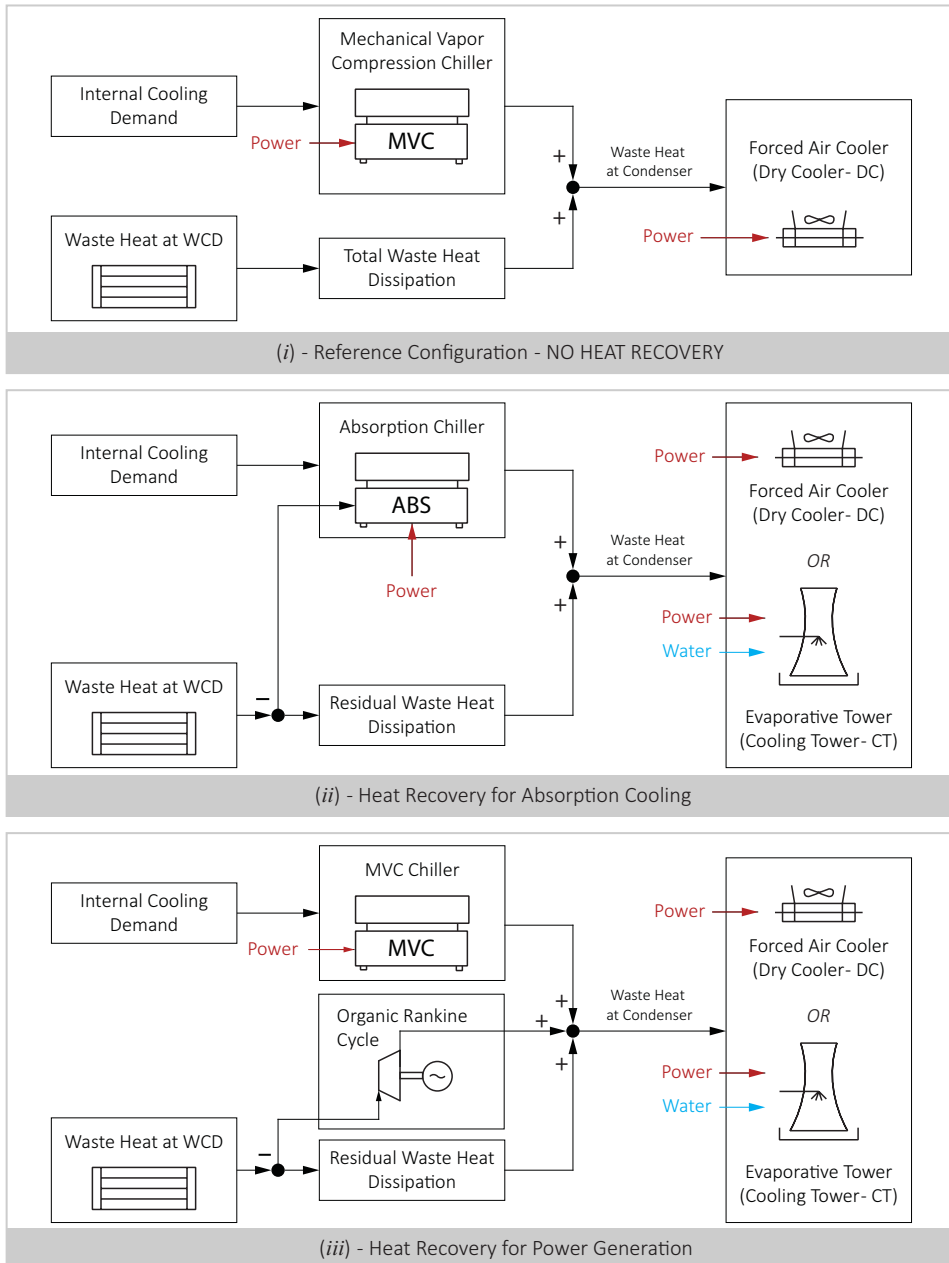 Mechanical Vapor
Compression Chiller
Internal Cooling
Demand
Power
MVC
Waste Heat
at Condenser
Forced Air Cooler
(Dry Cooler- DC)
Power
+
+
Waste Heat at WCD
Total Waste Heat
Dissipation
(i) - Reference Configuration - NO HEAT RECOVERY
Absorption Chiller
Internal Cooling
Demand
ABS
Power
+
+
Waste Heat
at Condenser
Power
Forced Air Cooler
(Dry Cooler- DC)
OR
Power
Water
Evaporative Tower
(Cooling Tower- CT)
Waste Heat at WCD
−
Residual Waste Heat
Dissipation
(ii) - Heat Recovery for Absorption Cooling
MVC Chiller
Internal Cooling
Demand
Power
MVC
Organic Rankine
Cycle
~
+
+
+
Waste Heat
at Condenser
Power
Forced Air Cooler
(Dry Cooler- DC)
OR
Power
Water
Evaporative Tower
(Cooling Tower- CT)
Waste Heat at WCD
−
Residual Waste Heat
Dissipation
(iii) - Heat Recovery for Power Generation